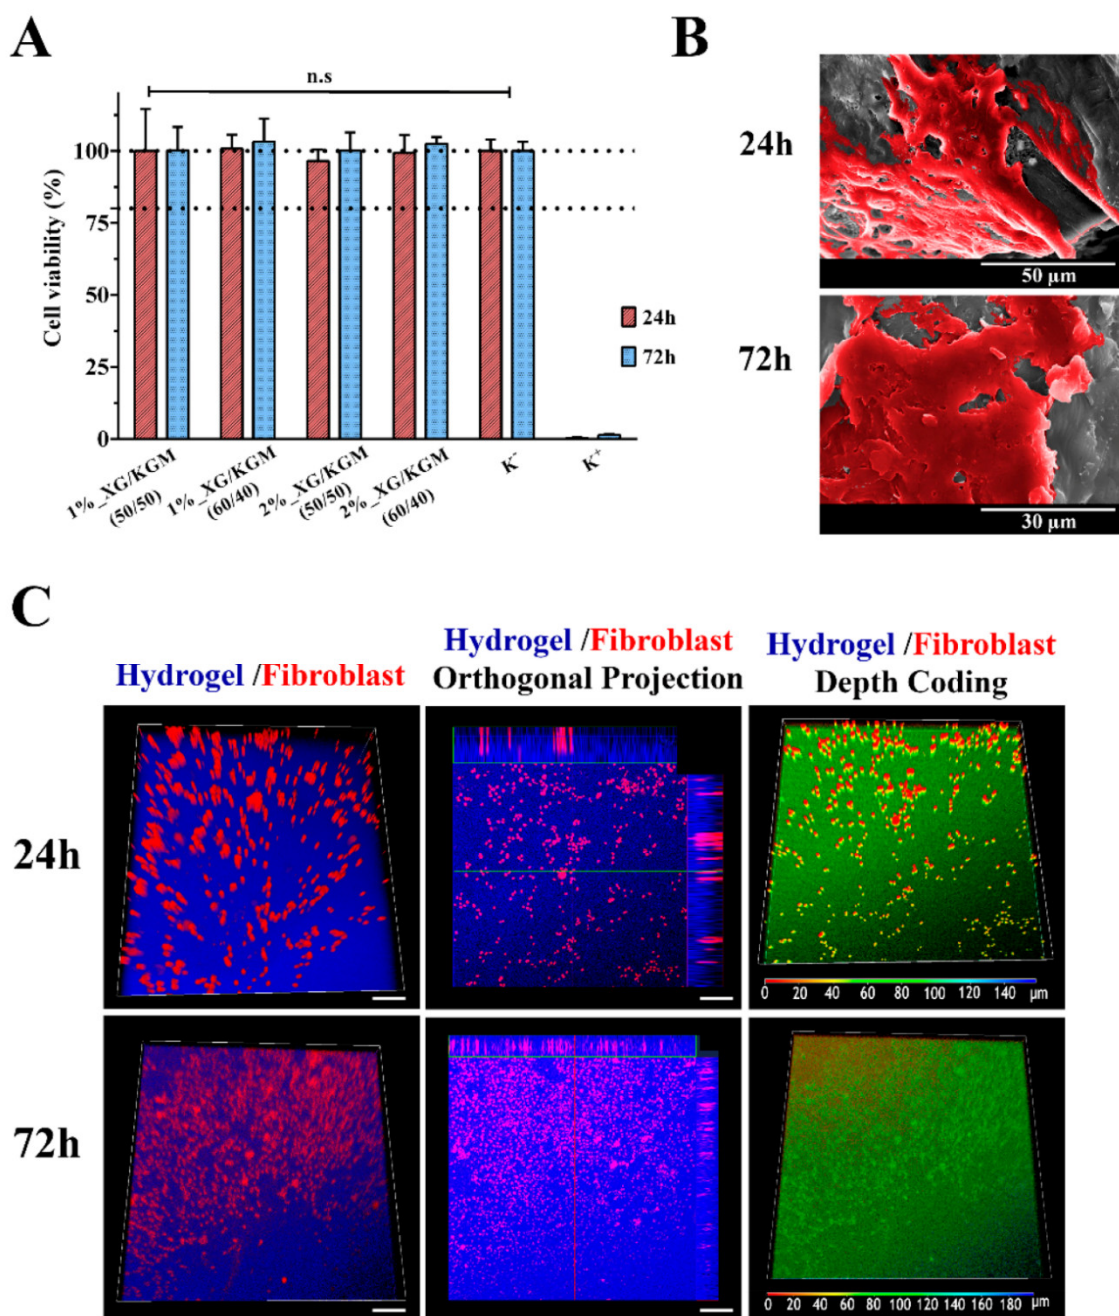 A
n.s
Cell viability (%)
100
75
50
25
0
24h
72h
1%_XG/KGM
(50/50)
1%_XG/KGM
(60/40)
2%_XG/KGM
(50/50)
2%_XG/KGM
(60/40)
K-
K+
B
24h
50 µm
72h
30 µm
C
Hydrogel /Fibroblast
Hydrogel /Fibroblast
Orthogonal Projection
Hydrogel /Fibroblast
Depth Coding
24h
0 20 40 60 80 100 120 140 µm
72h
0 20 40 60 80 100 120 140 160 180 µm